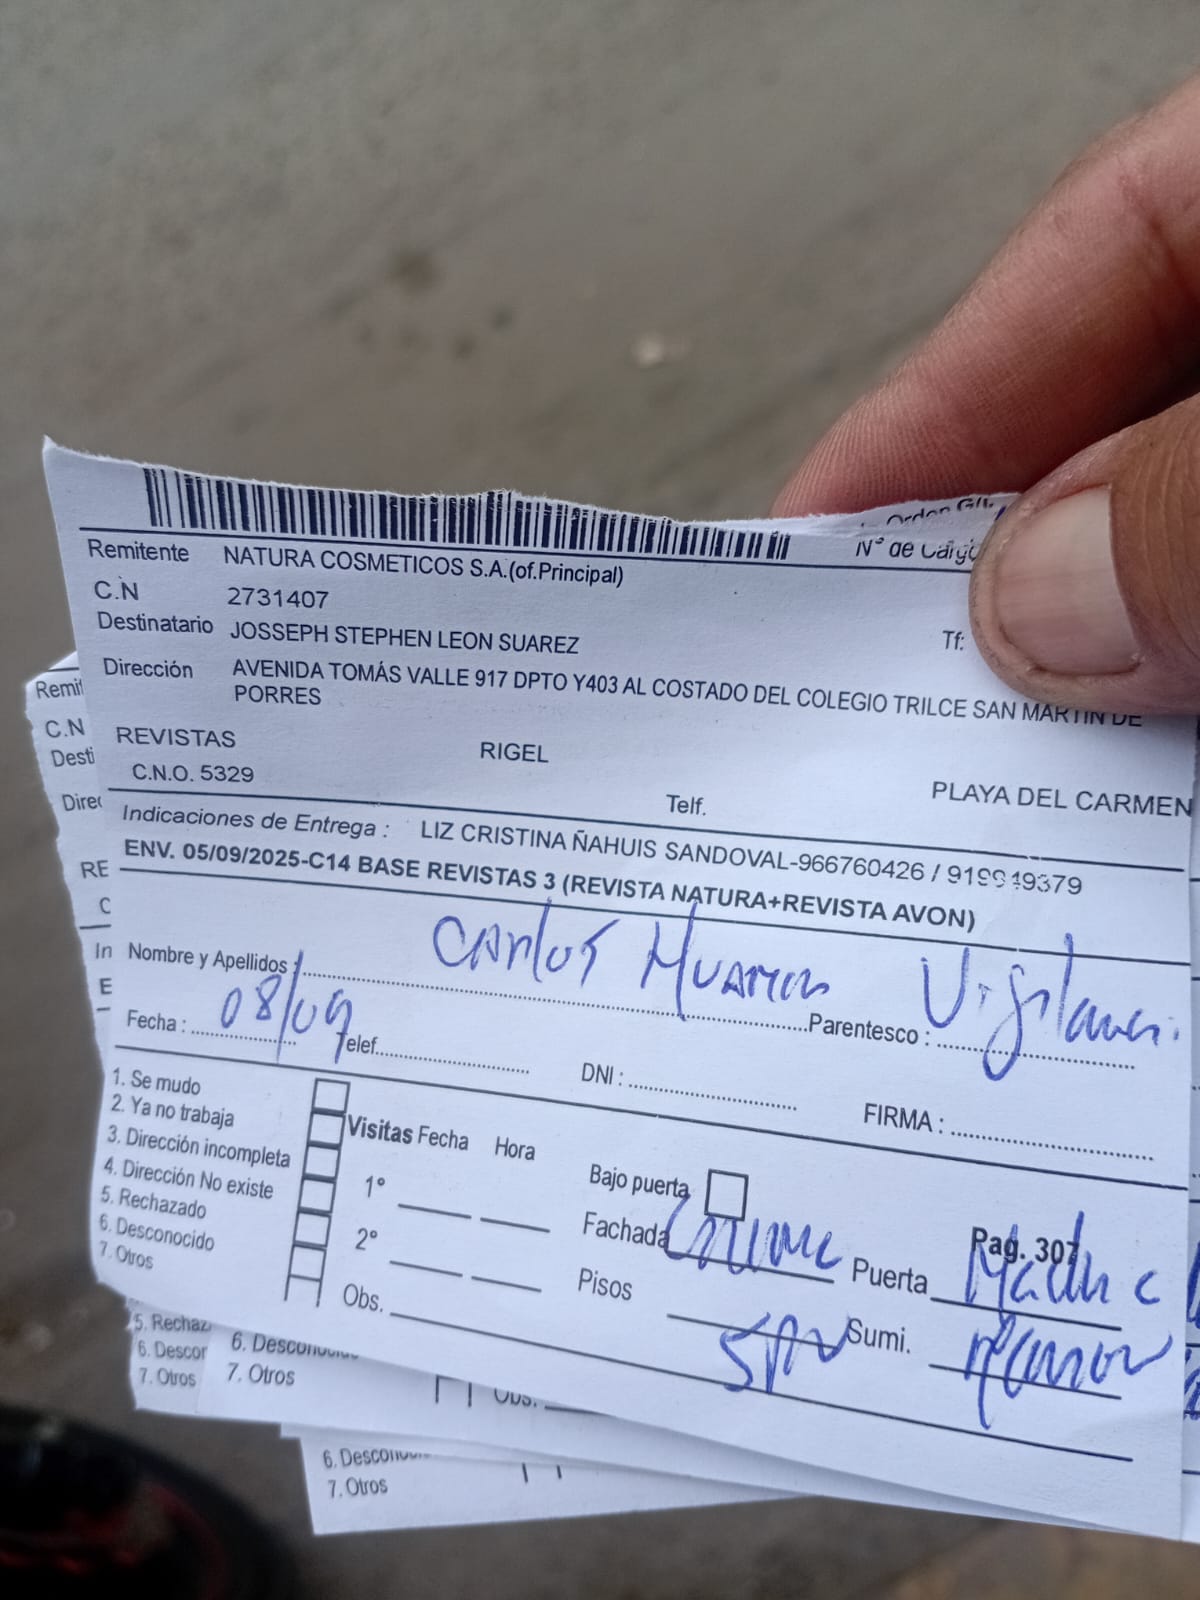 Orden G/L
N° de Cargo
Remitente NATURA COSMETICOS S.A.(of.Principal)
C.N 2731407
Destinatario JOSSEPH STEPHEN LEON SUAREZ
Tf:
Dirección AVENIDA TOMÁS VALLE 917 DPTO Y403 AL COSTADO DEL COLEGIO TRILCE SAN MARTIN DE
PORRES
REVISTAS RIGEL PLAYA DEL CARMEN
C.N.O. 5329 Telf.
Indicaciones de Entrega : LIZ CRISTINA ÑAHUIS SANDOVAL-966760426 / 919949379
ENV. 05/09/2025-C14 BASE REVISTAS 3 (REVISTA NATURA+REVISTA AVON)
Nombre y Apellidos : Carlos Parentesco :
Fecha : 08/09 Telef. DNI : FIRMA :
1. Se mudo
2. Ya no trabaja
3. Dirección incompleta
4. Dirección No existe
5. Rechazado
6. Desconocido
7. Otros
Visitas Fecha Hora
1°
2°
Obs.
Bajo puerta
Fachada Puerta
Pag. 307
Pisos Sumi.
Remi
C.N
Desti
Direc
RE
C
In
E
5. Rechaz
6. Descor
7. Otros
6. Desconocido
7. Otros
Obs.
6. Desconoci
7. Otros